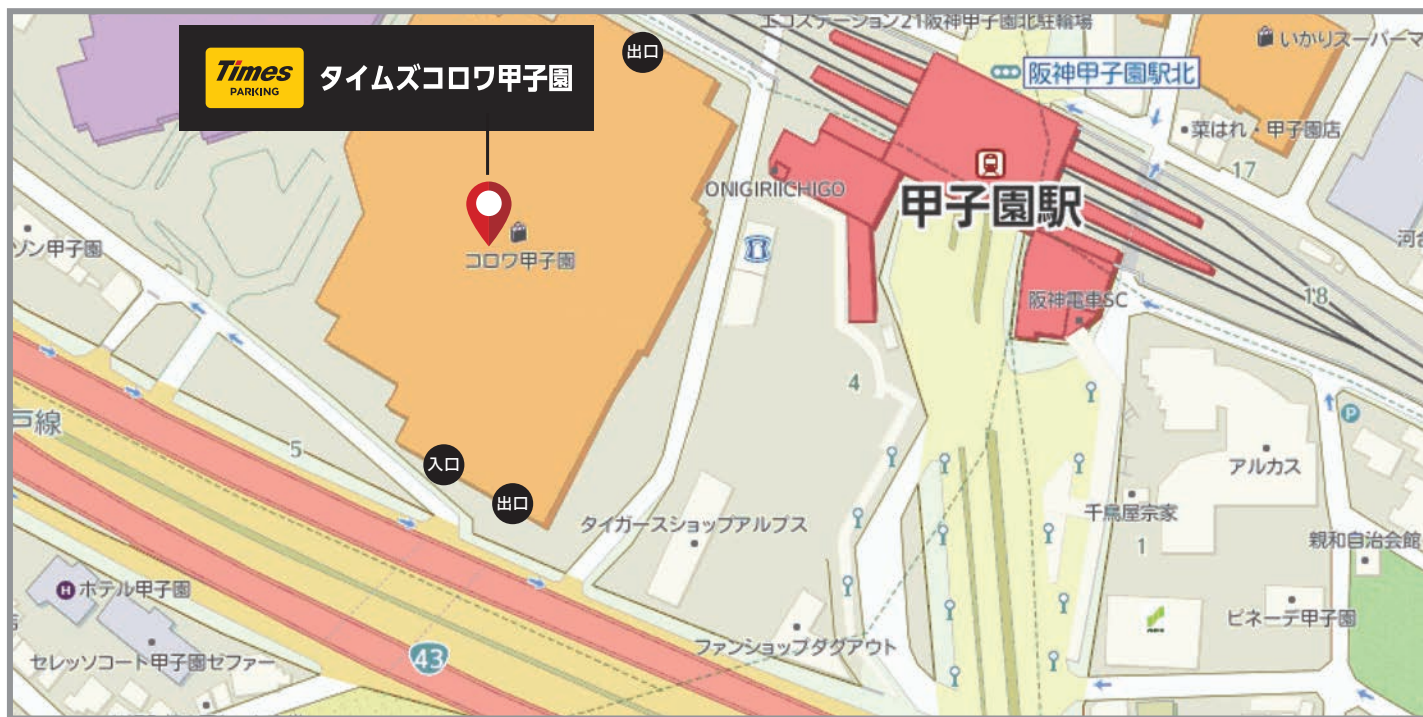 エコステーション21阪神甲子園北駐輪場
出口
いかりスーパーマ
Times
PARKING
タイムズコロワ甲子園
阪神甲子園駅北
菜はれ・甲子園店
17
ONIGIRIICHIGO
甲子園駅
ソン甲子園
コロワ甲子園
河合
阪神電車SC
18
4
戸線
5
P
入口
アルカス
出口
千鳥屋宗家
タイガースショップアルプス
1
親和自治会館
H
ホテル甲子園
ピネーデ甲子園
ファンショップダグアウト
セレッソコート甲子園ゼファー
43